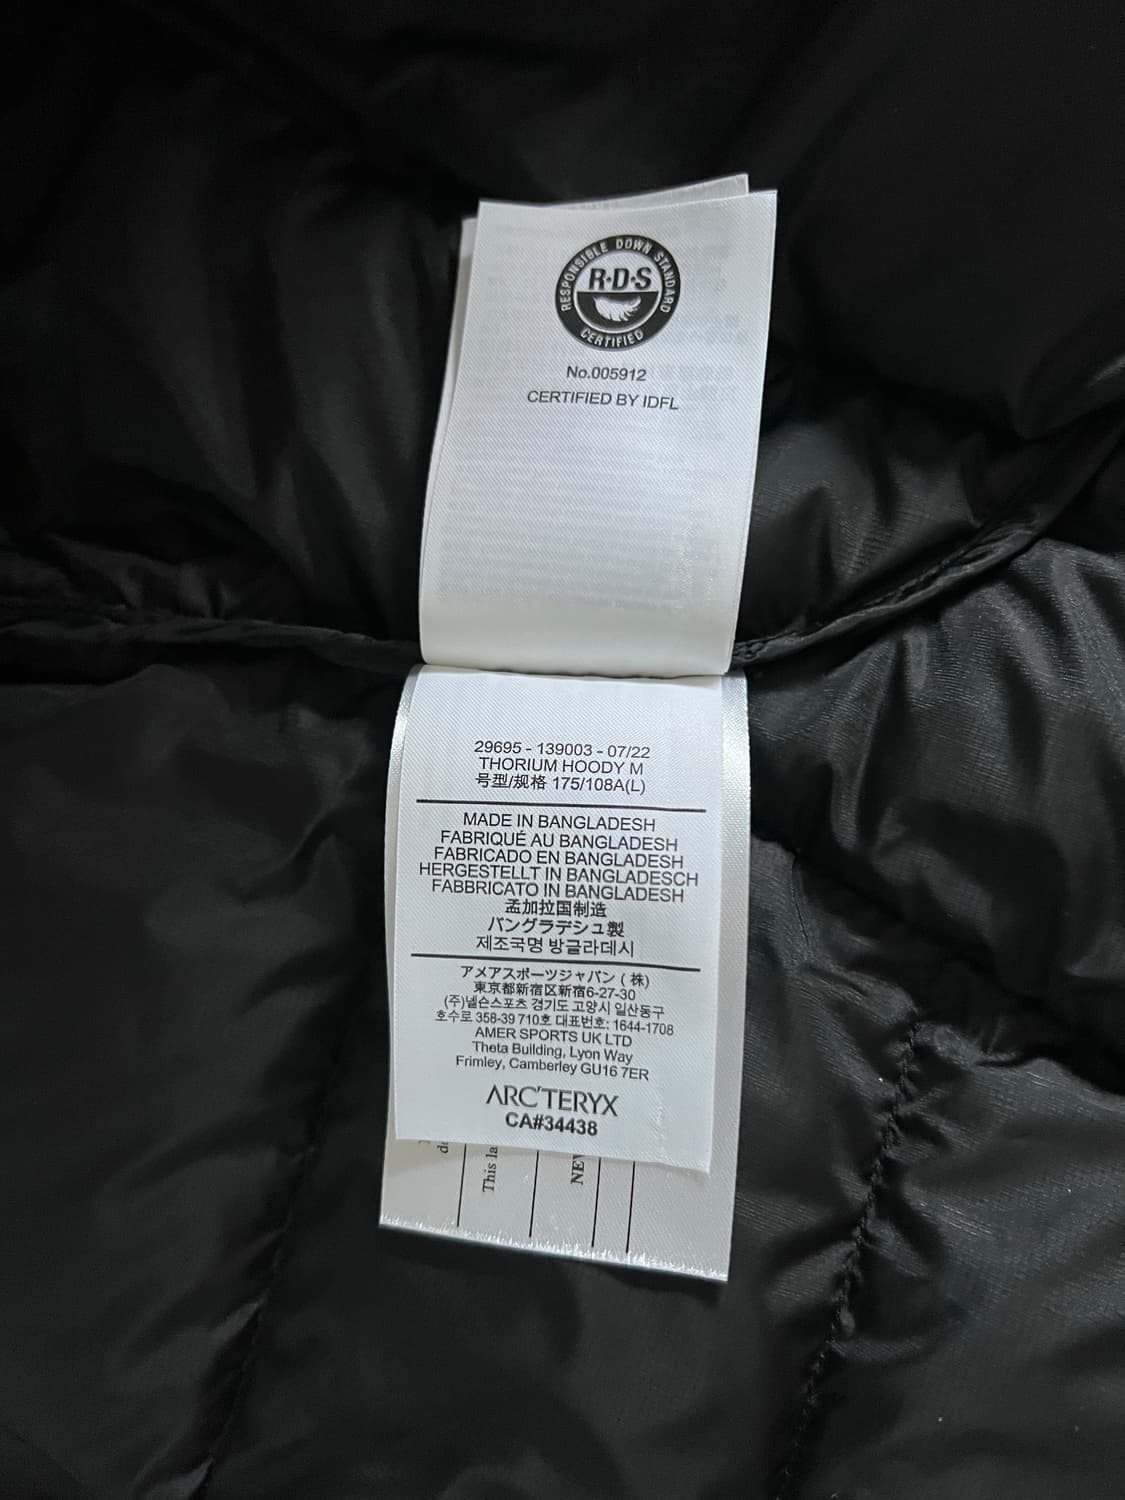 RESPONSIBLE DOWN STANDARD
R·D·S
CERTIFIED
No.005912
CERTIFIED BY IDFL
29695 - 139003 - 07/22
THORIUM HOODY M
号型/规格 175/108A(L)
MADE IN BANGLADESH
FABRIQUÉ AU BANGLADESH
FABRICADO EN BANGLADESH
HERGESTELLT IN BANGLADESCH
FABBRICATO IN BANGLADESH
孟加拉国制造
バングラデシュ製
제조국명 방글라데시
アメアスポーツジャパン ( 株)
東京都新宿区新宿6-27-30
(주)넬슨스포츠 경기도 고양시 일산동구
호수로 358-39 710호 대표번호: 1644-1708
AMER SPORTS UK LTD
Theta Building, Lyon Way
Frimley, Camberley GU16 7ER
ARC'TERYX
CA#34438
This